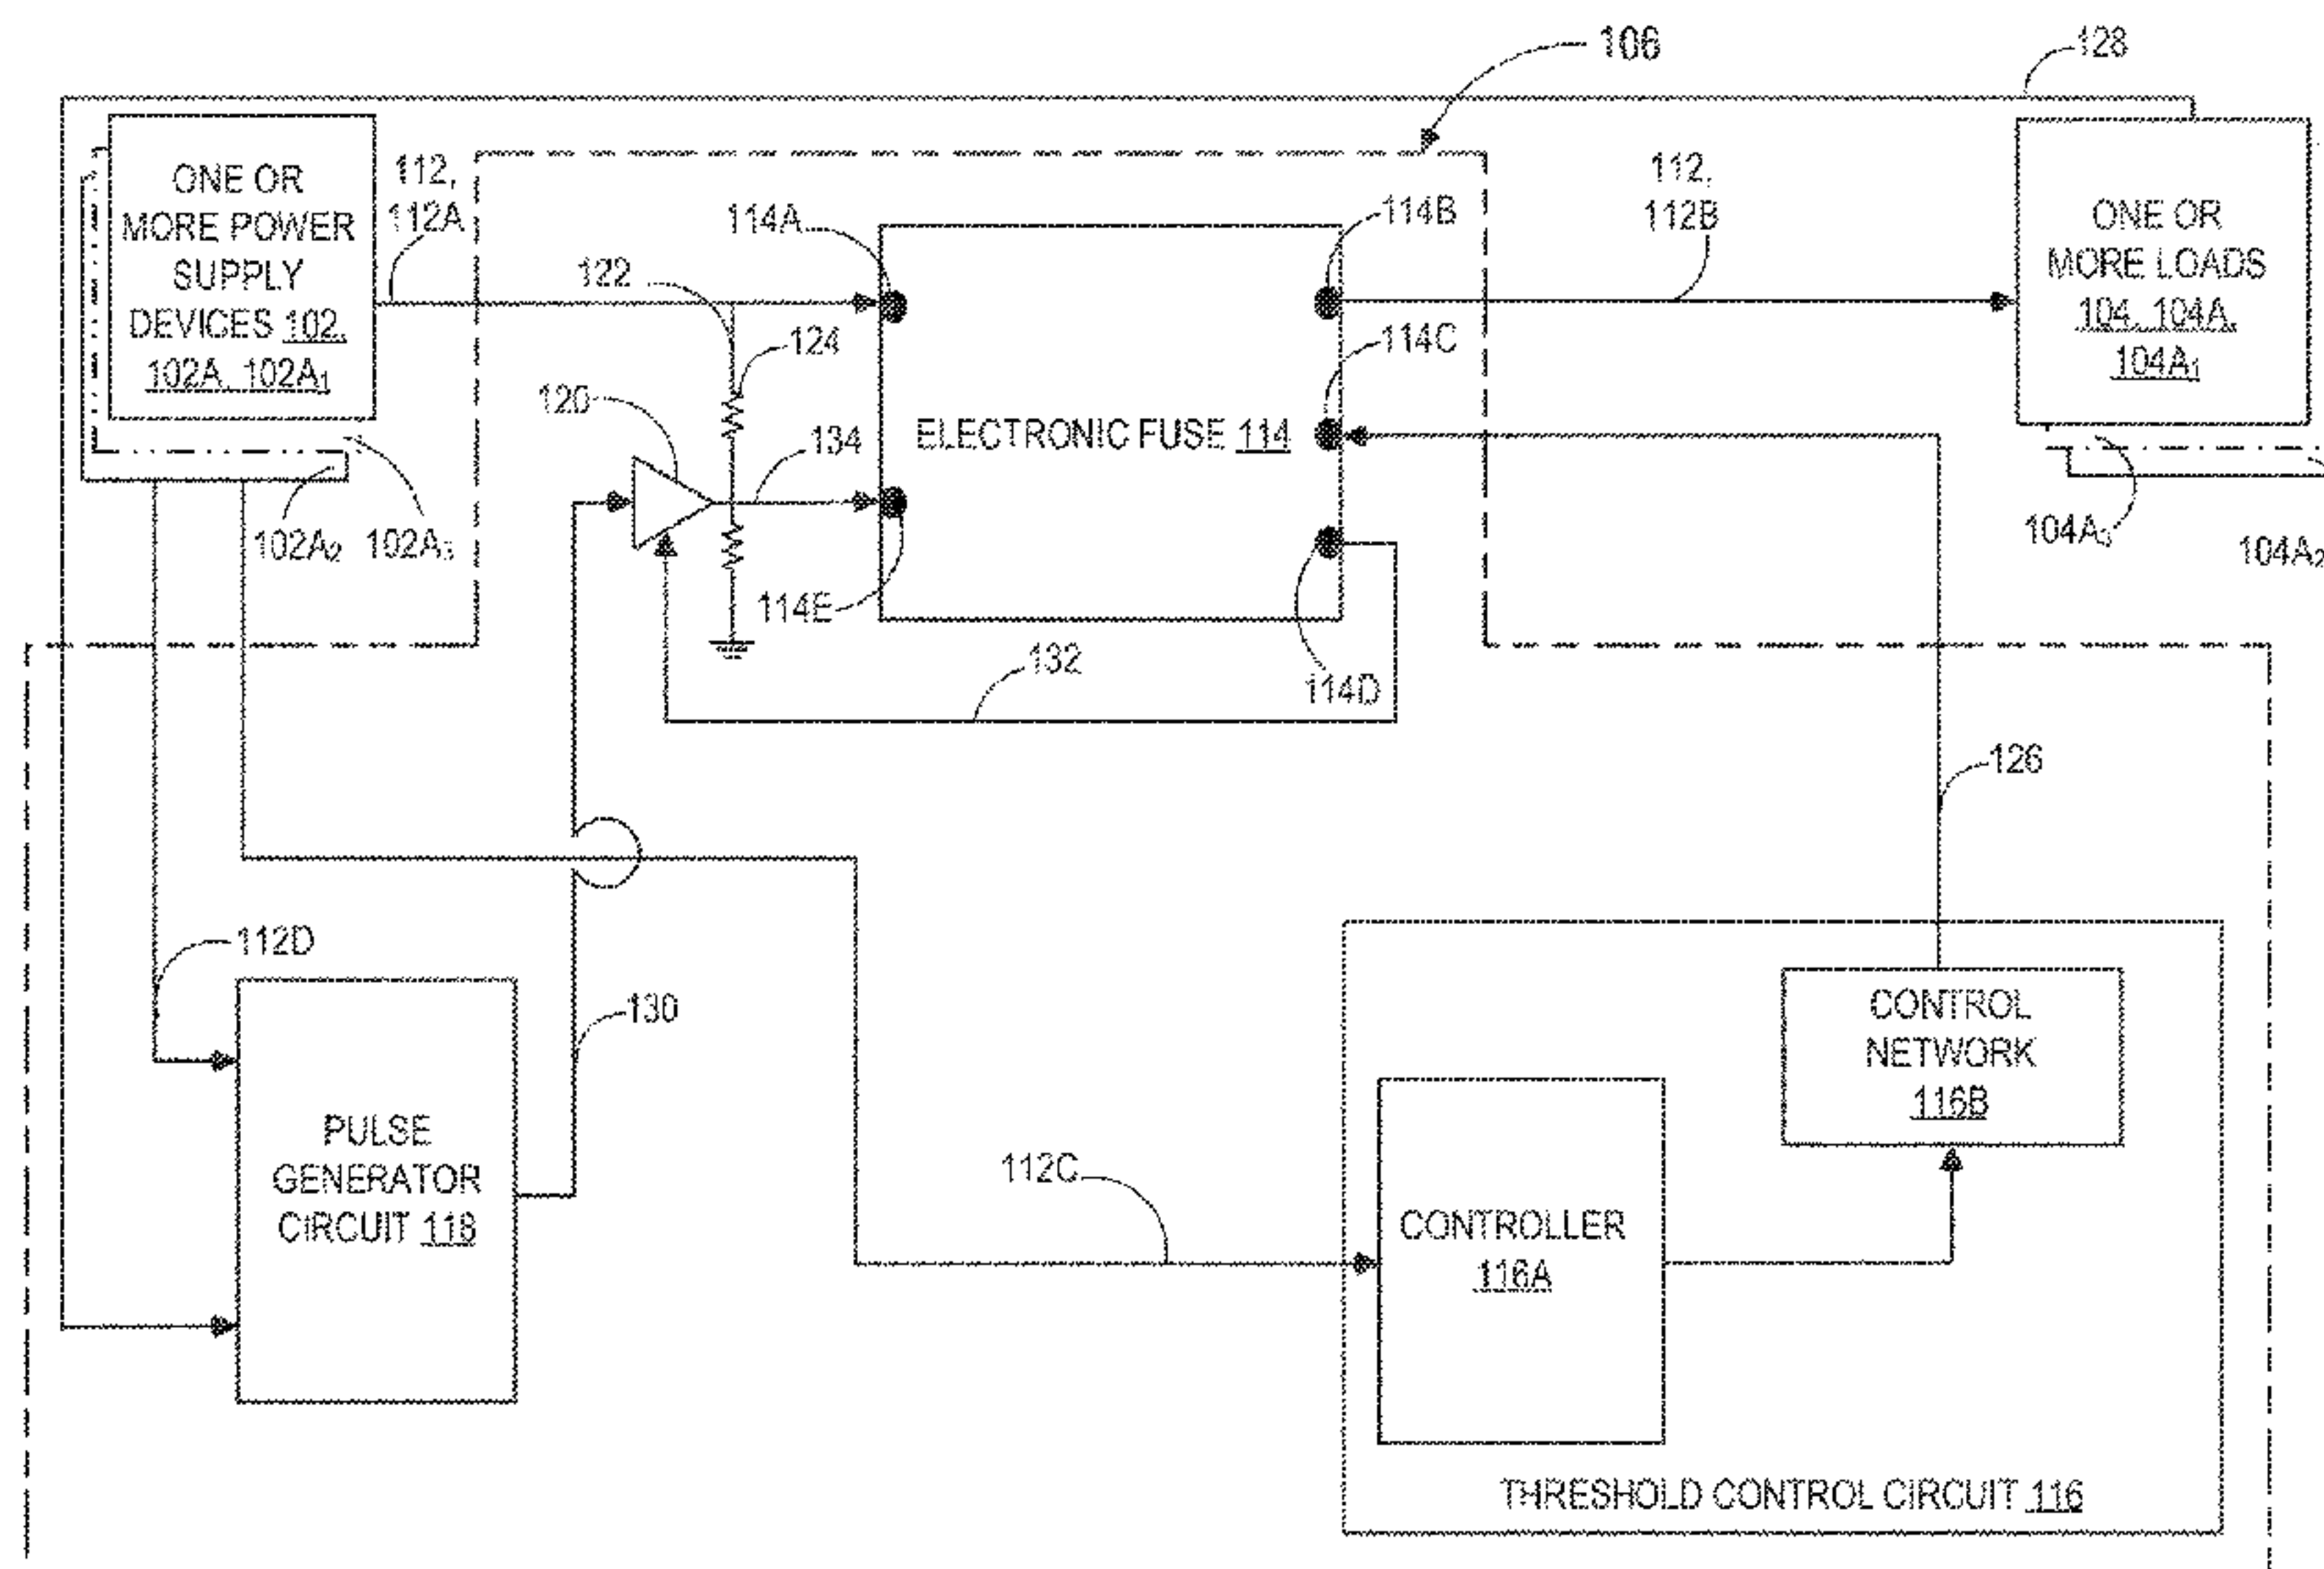 106
128
ONE OR
MORE POWER
SUPPLY
DEVICES 102,
102A, 102A1
112,
112A
114A
114B
112,
112B
ONE OR
MORE LOADS
104, 104A,
104A1
122
124
114C
120
134
ELECTRONIC FUSE 114
102A2
102A3
104A3
104A2
114E
132
114D
126
112D
130
CONTROL
NETWORK
116B
PULSE
GENERATOR
CIRCUIT 118
112C
CONTROLLER
116A
THRESHOLD CONTROL CIRCUIT 116